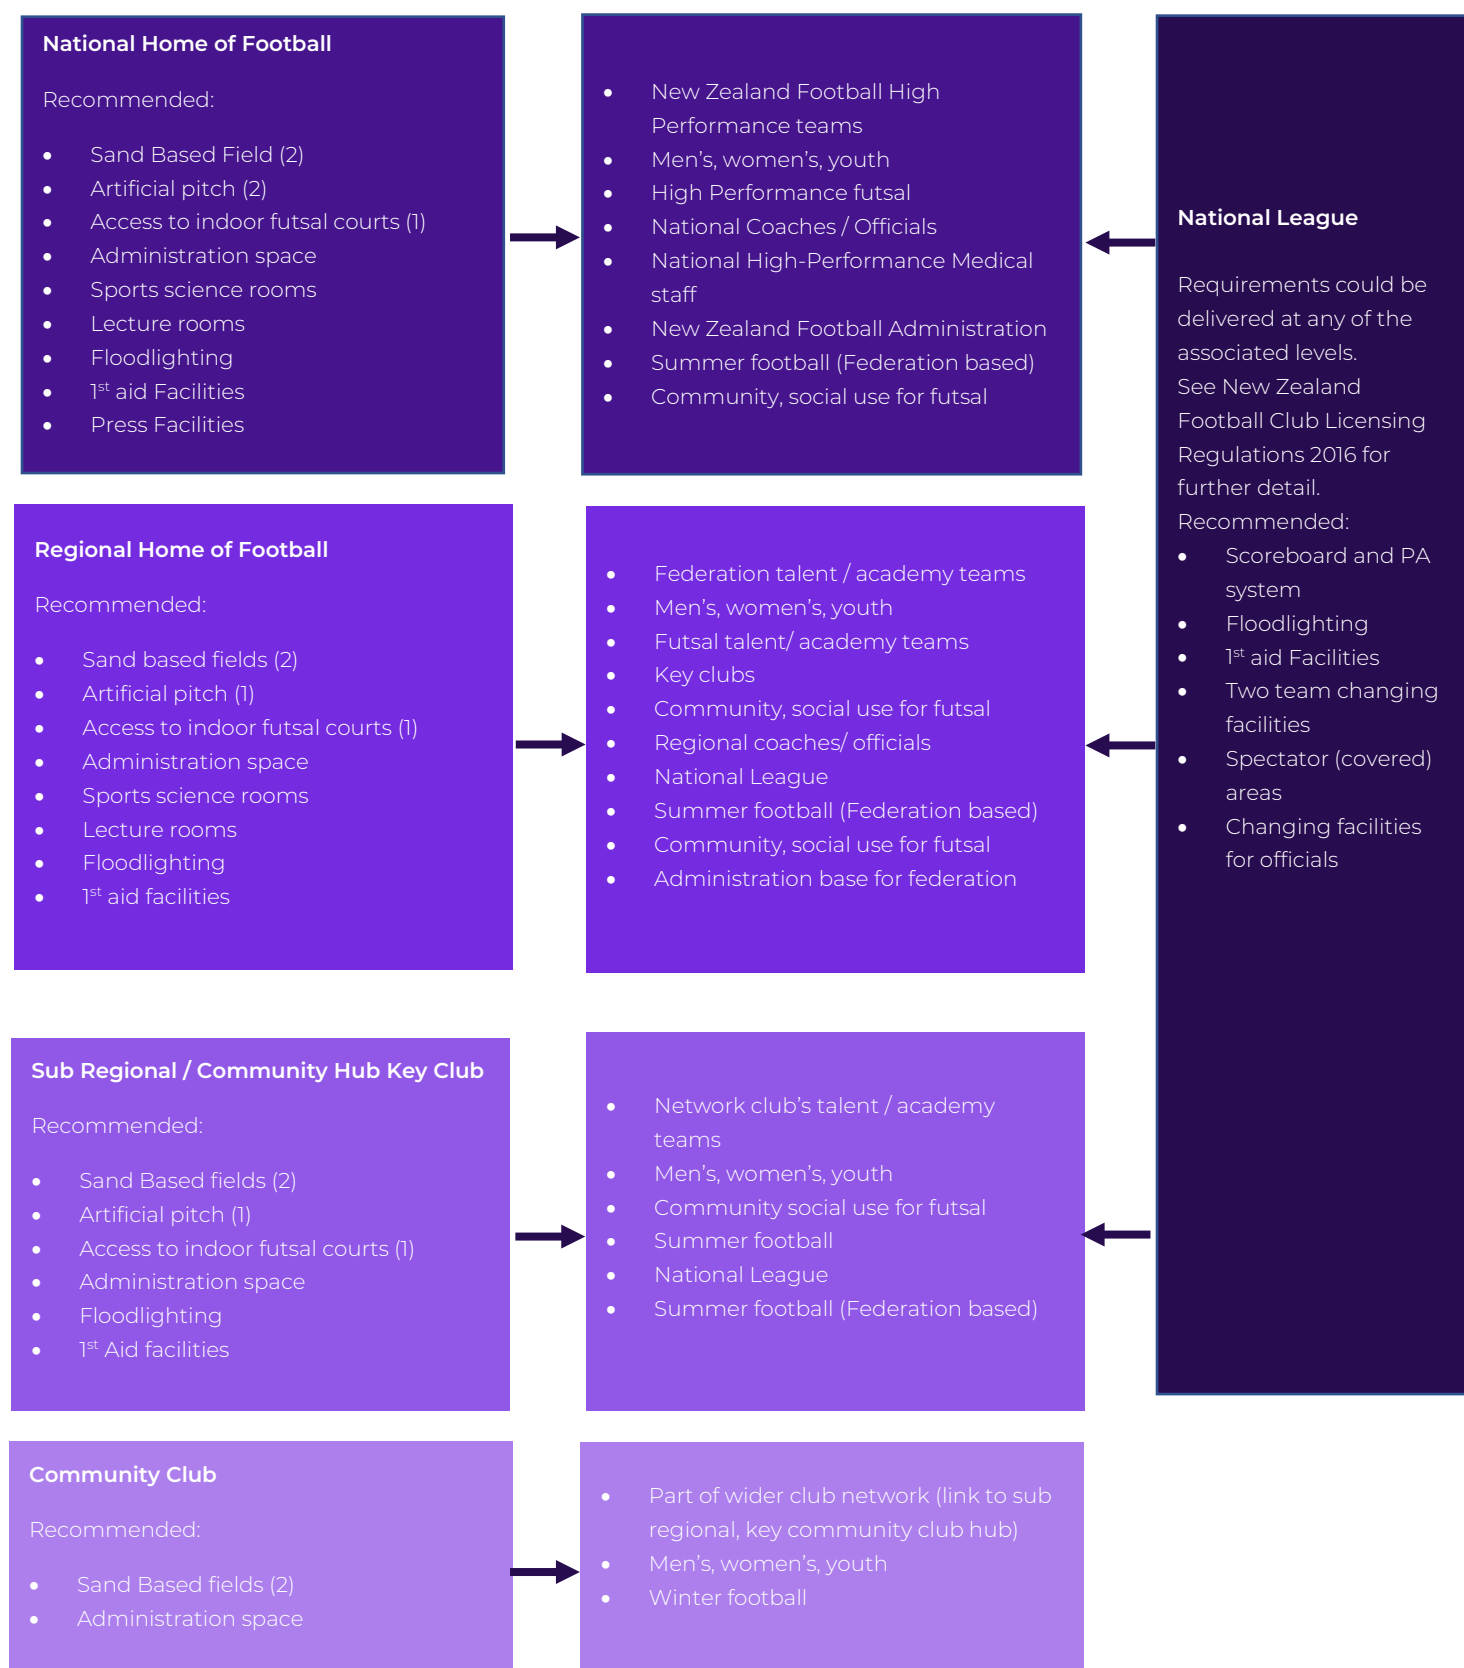 National Home of Football
Recommended:
• Sand Based Field (2)
• Artificial pitch (2)
• Access to indoor futsal courts (1)
• Administration space
• Sports science rooms
• Lecture rooms
• Floodlighting
• 1st aid Facilities
• Press Facilities
• New Zealand Football High
Performance teams
• Men’s, women’s, youth
• High Performance futsal
• National Coaches / Officials
• National High-Performance Medical
staff
• New Zealand Football Administration
• Summer football (Federation based)
• Community, social use for futsal
Regional Home of Football
Recommended:
• Sand based fields (2)
• Artificial pitch (1)
• Access to indoor futsal courts (1)
• Administration space
• Sports science rooms
• Lecture rooms
• Floodlighting
• 1st aid facilities
• Federation talent / academy teams
• Men’s, women’s, youth
• Futsal talent/ academy teams
• Key clubs
• Community, social use for futsal
• Regional coaches/ officials
• National League
• Summer football (Federation based)
• Community, social use for futsal
• Administration base for federation
Sub Regional / Community Hub Key Club
Recommended:
• Sand Based fields (2)
• Artificial pitch (1)
• Access to indoor futsal courts (1)
• Administration space
• Floodlighting
• 1st Aid facilities
• Network club’s talent / academy
teams
• Men’s, women’s, youth
• Community social use for futsal
• Summer football
• National League
• Summer football (Federation based)
Community Club
Recommended:
• Sand Based fields (2)
• Administration space
• Part of wider club network (link to sub
regional, key community club hub)
• Men’s, women’s, youth
• Winter football
National League
Requirements could be
delivered at any of the
associated levels.
See New Zealand
Football Club Licensing
Regulations 2016 for
further detail.
Recommended:
• Scoreboard and PA
system
• Floodlighting
• 1st aid Facilities
• Two team changing
facilities
• Spectator (covered)
areas
• Changing facilities
for officials